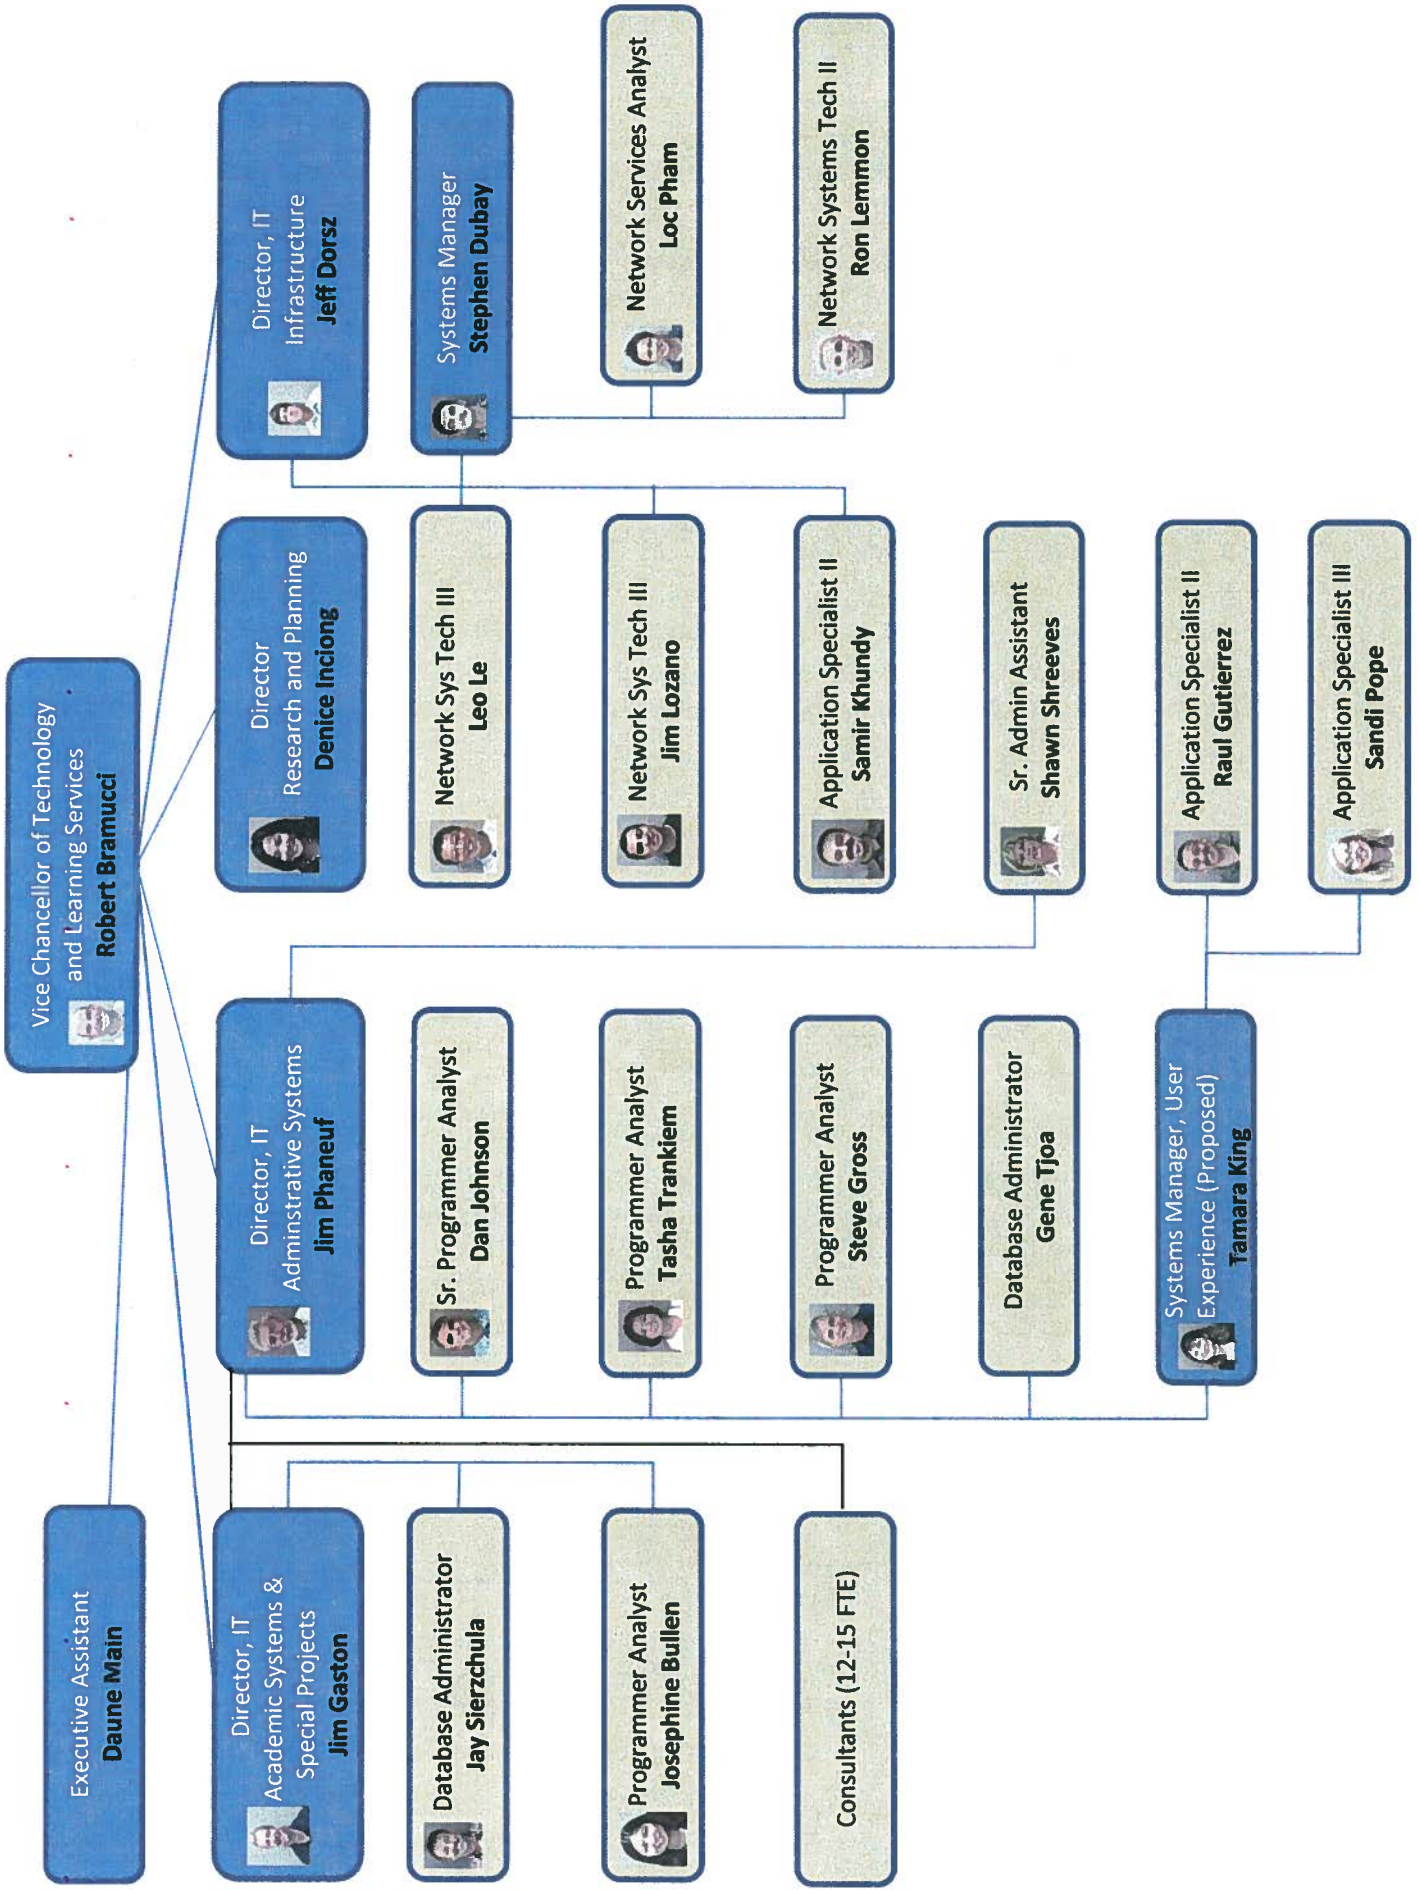 Vice Chancellor of Technology
and Learning Services
Robert Bramucci
Executive Assistant
Daune Main
Director, IT
Academic Systems &
Special Projects
Jim Gaston
Director, IT
Adminstrative Systems
Jim Phaneuf
Director
Research and Planning
Denice Inciong
Director, IT
Infrastructure
Jeff Dorsz
Database Administrator
Jay Sierzchula
Sr. Programmer Analyst
Dan Johnson
Network Sys Tech III
Leo Le
Systems Manager
Stephen Dubay
Programmer Analyst
Josephine Bullen
Programmer Analyst
Tasha Trankiem
Network Sys Tech III
Jim Lozano
Network Services Analyst
Loc Pham
Consultants (12-15 FTE)
Programmer Analyst
Steve Gross
Application Specialist II
Samir Khundy
Network Systems Tech II
Ron Lemmon
Database Administrator
Gene Tjoa
Sr. Admin Assistant
Shawn Shreeves
Systems Manager, User
Experience (Proposed)
Tamara King
Application Specialist II
Raul Gutierrez
Application Specialist III
Sandi Pope